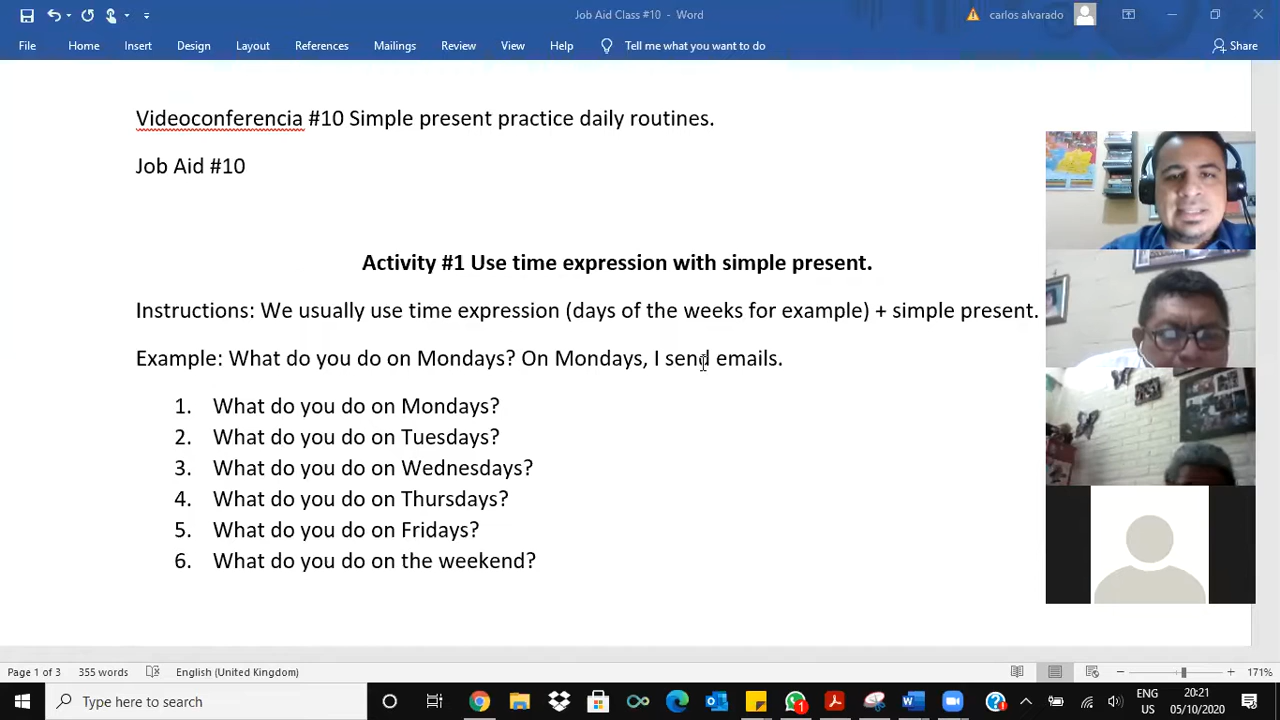 Job Aid Class #10 - Word
carlos alvarado
File Home Insert Design Layout References Mailings Review View Help Tell me what you want to do Share
Videoconferencia #10 Simple present practice daily routines.
Job Aid #10
Activity #1 Use time expression with simple present.
Instructions: We usually use time expression (days of the weeks for example) + simple present.
Example: What do you do on Mondays? On Mondays, I send emails.
1. What do you do on Mondays?
2. What do you do on Tuesdays?
3. What do you do on Wednesdays?
4. What do you do on Thursdays?
5. What do you do on Fridays?
6. What do you do on the weekend?
Page 1 of 3 355 words English (United Kingdom) 171%
Type here to search
ENG
US
20:21
05/10/2020